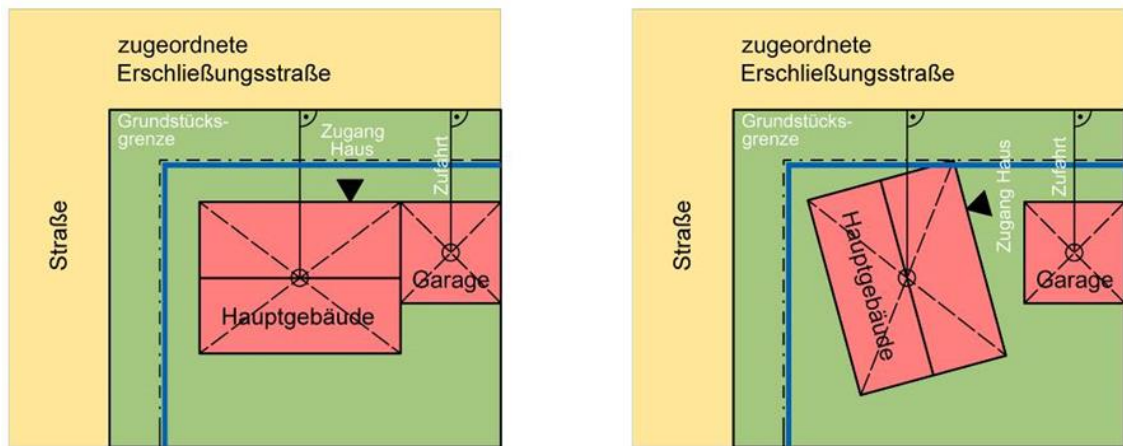 zugeordnete
Erschließungsstraße
Grundstücks-
grenze
Zugang
Haus
Zufahrt
Straße
Garage
Hauptgebäude
zugeordnete
Erschließungsstraße
Grundstücks-
grenze
Zugang Haus
Zufahrt
Straße
Hauptgebäude
Garage